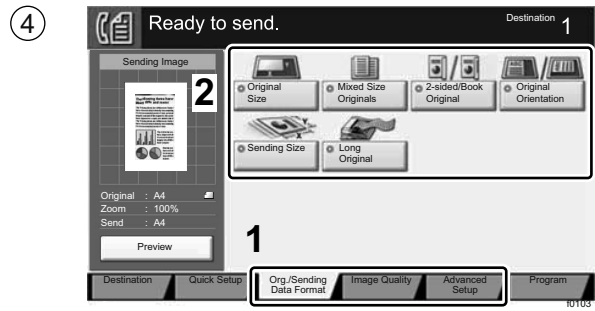 4
Ready to send.
Destination 1
Sending Image
2
Original Size
Mixed Size Originals
2-sided/Book Original
Original Orientation
Sending Size
Long Original
Original : A4
Zoom : 100%
Send : A4
Preview
1
Destination
Quick Setup
Org./Sending Data Format
Image Quality
Advanced Setup
Program
f0103